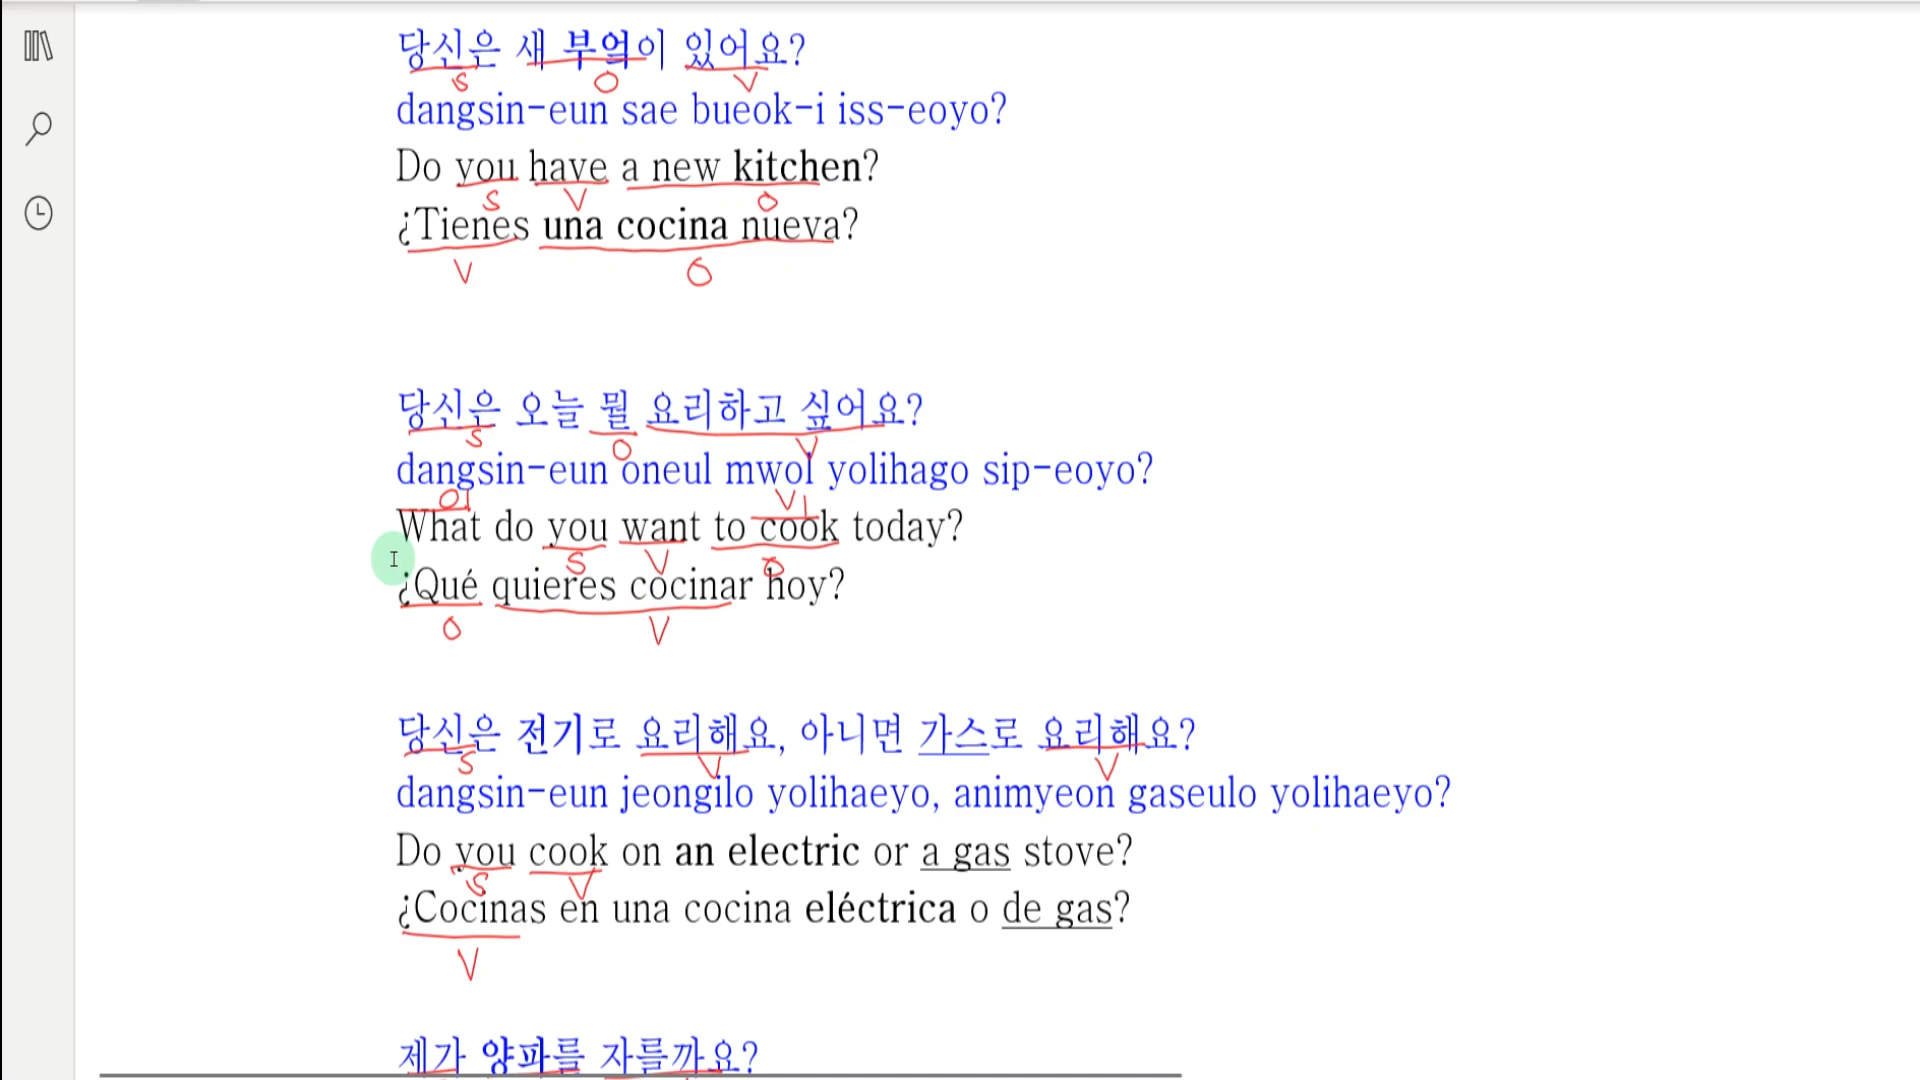 당신은 새 부엌이 있어요?
S O V
dangsin-eun sae bueok-i iss-eoyo?
Do you have a new kitchen?
S V O
¿Tienes una cocina nueva?
V O
당신은 오늘 뭘 요리하고 싶어요?
S O V
dangsin-eun oneul mwol yolihago sip-eoyo?
O1 V1
What do you want to cook today?
S V O
¿Qué quieres cocinar hoy?
O V
당신은 전기로 요리해요, 아니면 가스로 요리해요?
S V V
dangsin-eun jeongilo yolihaeyo, animyeon gaseulo yolihaeyo?
Do you cook on an electric or a gas stove?
S V
¿Cocinas en una cocina eléctrica o de gas?
V
제가 양파를 자를까요?